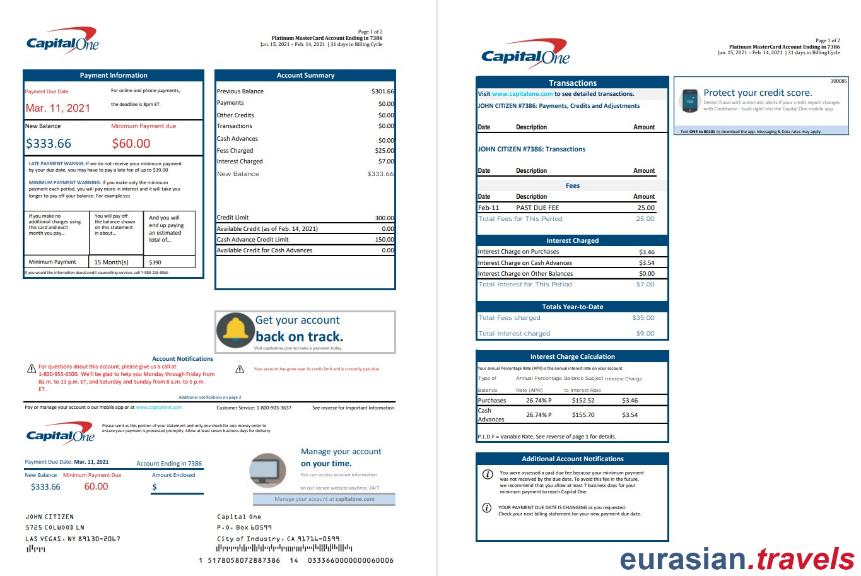 CapitalOne
Page 1 of 2
Platinum MasterCard Account Ending in 7386
Jan. 15, 2021 – Feb. 14, 2021 | 31 days in Billing Cycle
Payment Information
Payment Due Date
For online and phone payments,
Mar. 11, 2021
the deadline is 8pm ET.
New Balance
Minimum Payment due
$333.66
$60.00
LATE PAYMENT WARNING: If we do not receive your minimum payment
by your due date, you may have to pay a late fee of up to $39.00
MINIMUM PAYMENT WARNING: If you make only the minimum
payment each period, you will pay more in interest and it will take you
longer to pay off your balance. For example:
If you make no
additional charges using
this card and each
month you pay...
You will pay off
the balance shown
on this statement
in about...
And you will
end up paying
an estimated
total of...
Minimum Payment
15 Month(s)
$390
Account Summary
Previous Balance $301.66
Payments $0.00
Other Credits $0.00
Transactions $0.00
Cash Advances $0.00
Fess Charged $25.00
Interest Charged $7.00
New Balance $333.66
Credit Limit 300.00
Available Credit (as of Feb. 14, 2021) 0.00
Cash Advance Credit Limit 150.00
Available Credit for Cash Advances 0.00
Get your account
back on track.
Visit capitalone.com to make a payment today.
Account Notifications
For questions about this account, please give us a call at
1-800-955-6600. We'll be glad to help you Monday through Friday from
8a.m. to 11 p.m. ET, and Saturday and Sunday from 8 a.m. to 5 p.m.
ET.
Your account has gone over its credit limit and is currently past due.
Additional notifications on page 2
Pay or manage your account o our mobile app or at www.capitalone.com
Customer Service: 1-800-903-3637
See reverse for Important Information
CapitalOne
Please send us this portion of your statement and only one check (or one money order) to
ensure your payment is processed promptly. Allow at least seven business days for delivery.
Payment Due Date: Mar. 11, 2021
Account Ending in 7386
New Balance
Minimum Payment Due
Amount Enclosed
$333.66
60.00
$
Manage your account
on your time.
You can access account information
on our secure website anytime, 24/7
Manage your account at capitalone.com
JOHN CITIZEN
5725 COLWOOD LN
LAS VEGAS, NV 89130-2067
Capital One
P.O. Box 60599
City of Industry, CA 91716-0599
1 5178058072887386 14 0333660000000060006
CapitalOne
Page 1 of 2
Platinum MasterCard Account Ending in 7386
Jan. 15, 2021 – Feb. 14, 2021 | 31 days in Billing Cycle
Transactions
Visit www.capitalone.com to see detailed transactions.
JOHN CITIZEN #7386: Payments, Credits and Adjustments
Date Description Amount
JOHN CITIZEN #7386: Transactions
Date Description Amount
Fees
Date Description Amount
Feb-11 PAST DUE FEE 25.00
Total Fees for This Period 25.00
Interest Charged
Interest Charge on Purchases $3.46
Interest Charge on Cash Advances $3.54
Interest Charge on Other Balances $0.00
Total Interest for This Period $7.00
Totals Year-to-Date
Total Fees charged $35.00
Total Interest charged $9.00
Interest Charge Calculation
Your Annual Percentage Rate (APR) is the annual interest rate on your account.
Type of
Balance
Annual Percentage
Rate (APR)
Balance Subject
to Interest Rate
Interest Charge
Purchases 26.74% P $152.52 $3.46
Cash
Advances 26.74% P $155.70 $3.54
P.L.D.F = Variable Rate. See reverse of page 1 for details.
Additional Account Notifications
You were assessed a past due fee because your minimum payment
was not received by the due date. To avoid this fee in the future,
we recommend that you allow at least 7 business days for your
minimum payment to reach Capital One.
YOUR PAYMENT DUE DATE IS CHANGING as you requested.
Check your next billing statement for your new payment due date.
300085
Protect your credit score.
Detect fraud with automatic alerts if your credit report changes
with CreditWise – built right into the Capital One mobile app.
Text ONE to 80101 to download the app. Messaging & Data rates may apply.
eurasian.travels